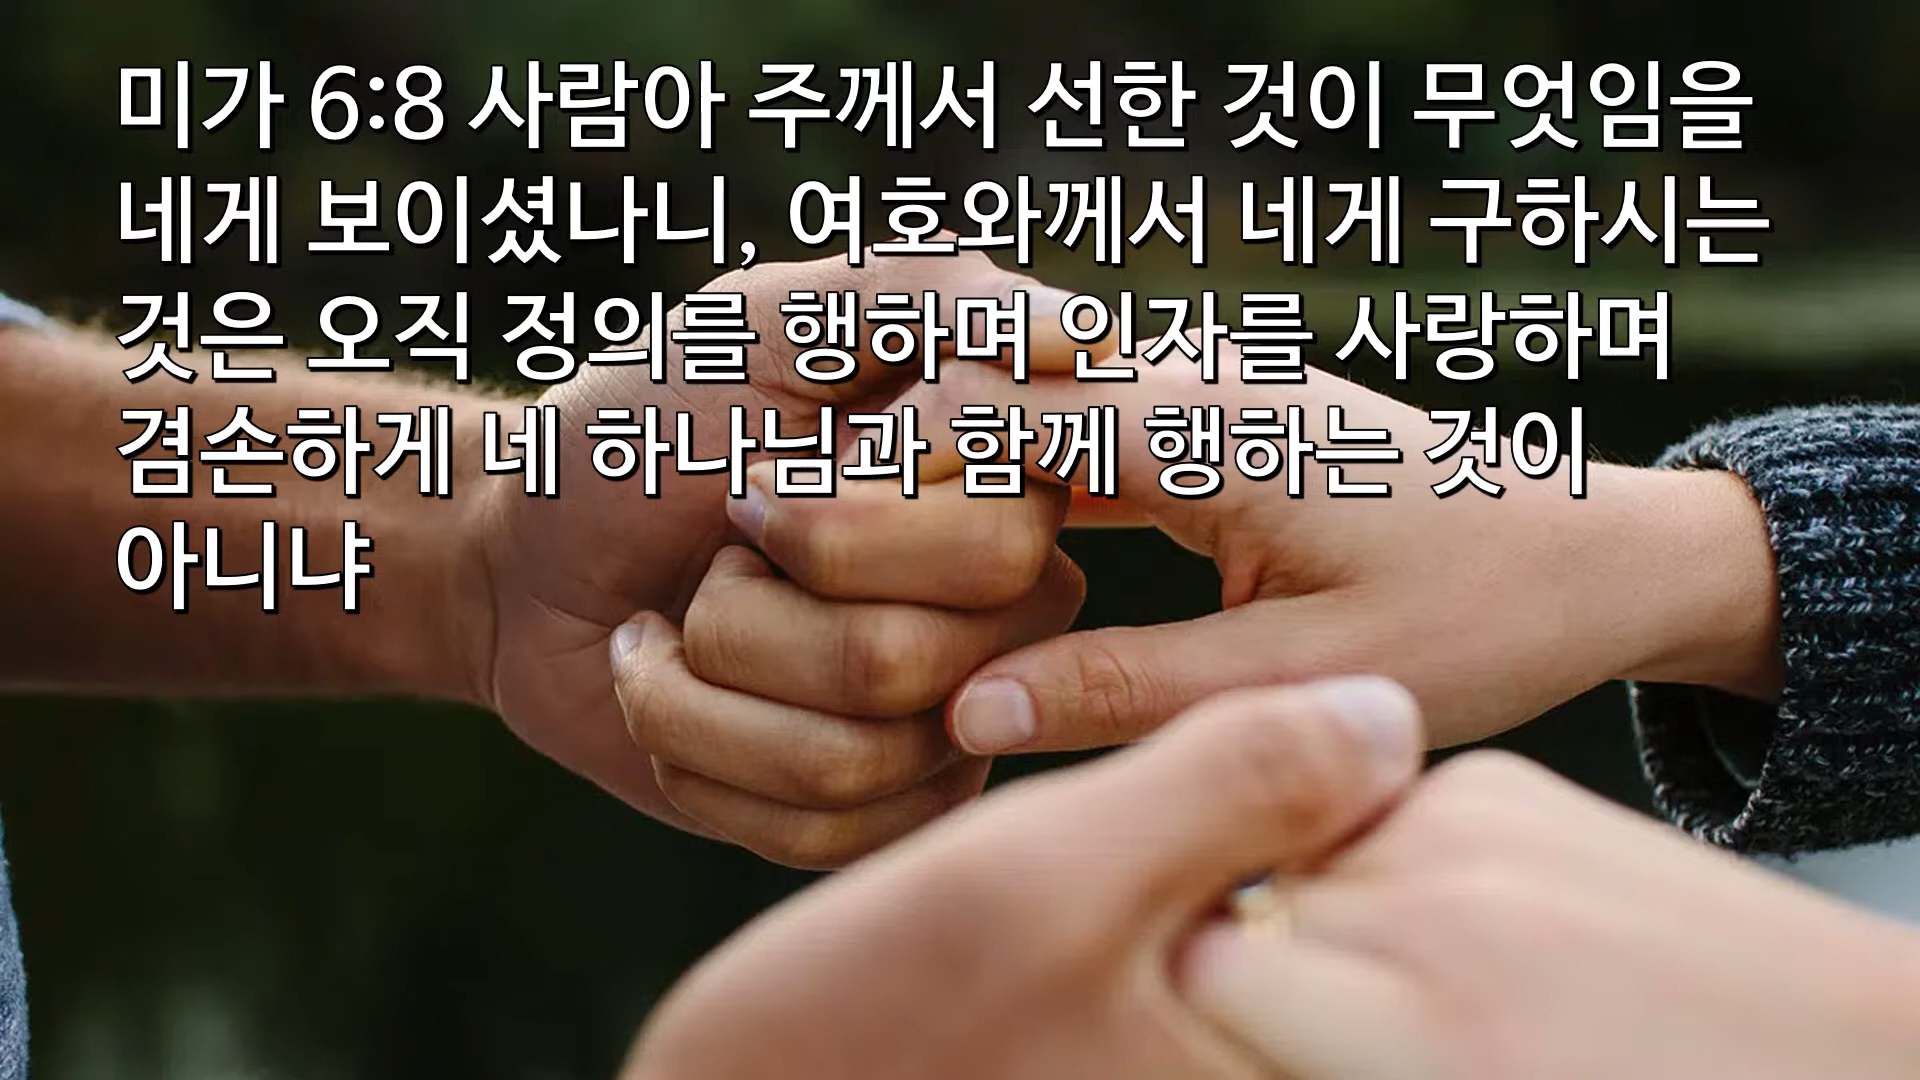 미가 6:8 사람아 주께서 선한 것이 무엇임을
네게 보이셨나니, 여호와께서 네게 구하시는
것은 오직 정의를 행하며 인자를 사랑하며
겸손하게 네 하나님과 함께 행하는 것이
아니냐